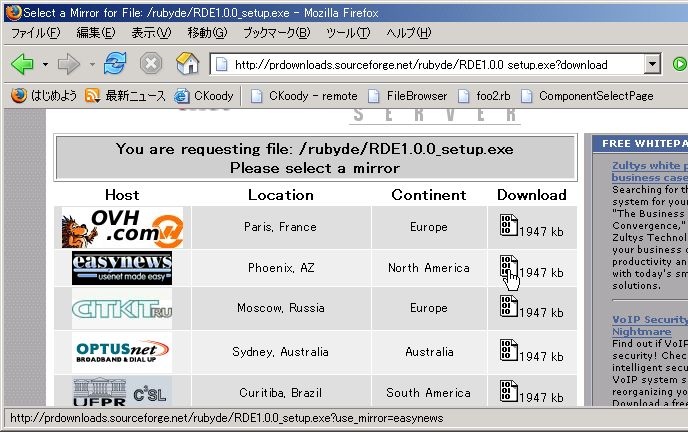 Select a Mirror for File: /rubyde/RDE1.0.0_setup.exe - Mozilla Firefox
ファイル(F) 編集(E) 表示(V) 移動(G) ブックマーク(B) ツール(T) ヘルプ(H)
http://prdownloads.sourceforge.net/rubyde/RDE1.0.0 setup.exe?download
はじめよう 最新ニュース CKoody CKoody - remote FileBrowser foo2.rb ComponentSelectPage
SERVER
You are requesting file: /rubyde/RDE1.0.0_setup.exe
Please select a mirror
Host Location Continent Download
OVH.com Paris, France Europe 1947 kb
easynews usenet made easy Phoenix, AZ North America 1947 kb
CITKIT RU Moscow, Russia Europe 1947 kb
OPTUSnet BROADBAND & DIAL UP Sydney, Australia Australia 1947 kb
UFPR C3SL Curitiba, Brazil South America 1947 kb
FREE WHITEPA
Zultys white p
business case
Searching for th
system for your
"The Business
Convergence,"
Zultys Technol
your business c
productivity an
with today's sm
solutions.
VoIP Security
Nightmare
Find out if VoIP
security! Check
intelligent secu
VoIP system s
reorganizing yo
Download a free
http://prdownloads.sourceforge.net/rubyde/RDE1.0.0_setup.exe?use_mirror=easynews